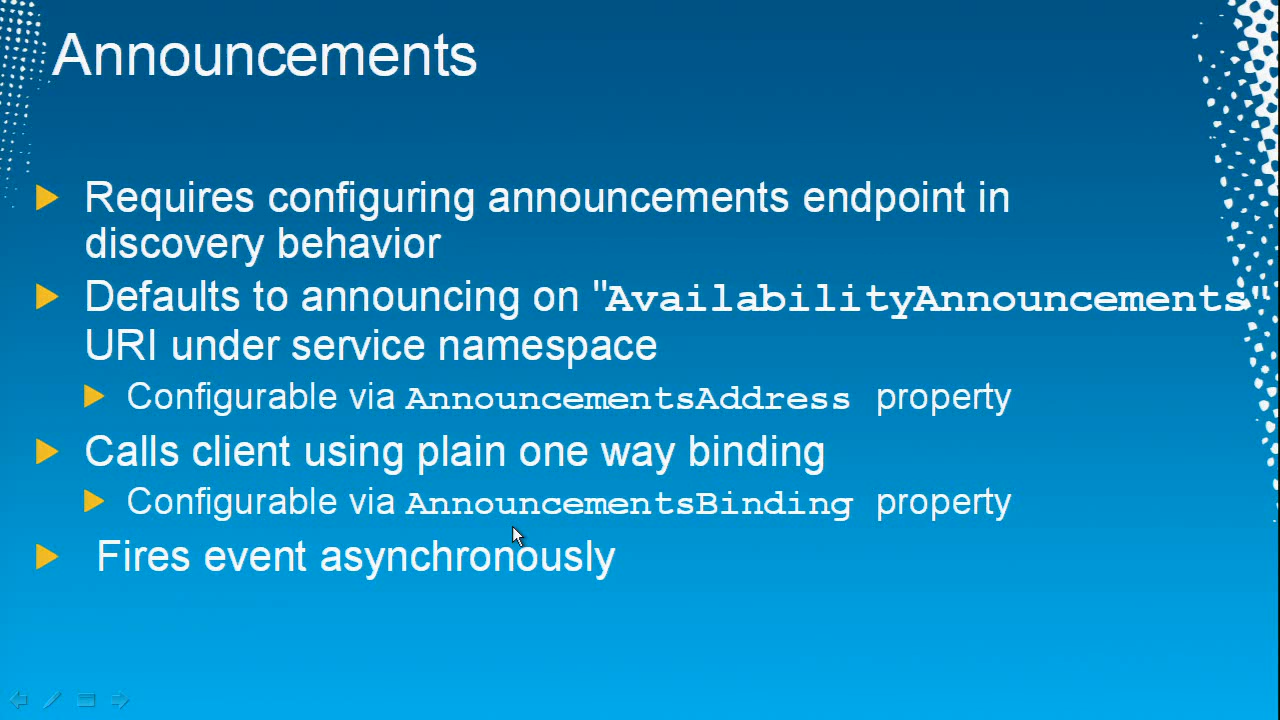 Announcements
Requires configuring announcements endpoint in
discovery behavior
Defaults to announcing on "AvailabilityAnnouncements"
URI under service namespace
Configurable via AnnouncementsAddress property
Calls client using plain one way binding
Configurable via AnnouncementsBinding property
Fires event asynchronously